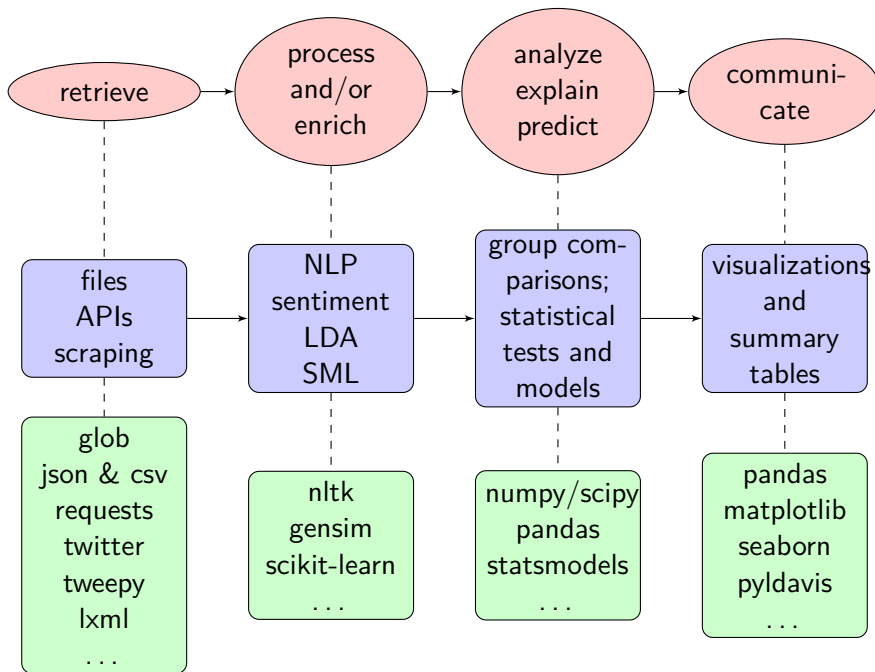 retrieve
process
and/or
enrich
analyze
explain
predict
communi-
cate
files
APIs
scraping
NLP
sentiment
LDA
SML
group com-
parisons;
statistical
tests and
models
visualizations
and
summary
tables
glob
json & csv
requests
twitter
tweepy
lxml
...
nltk
gensim
scikit-learn
...
numpy/scipy
pandas
statsmodels
...
pandas
matplotlib
seaborn
pyldavis
...